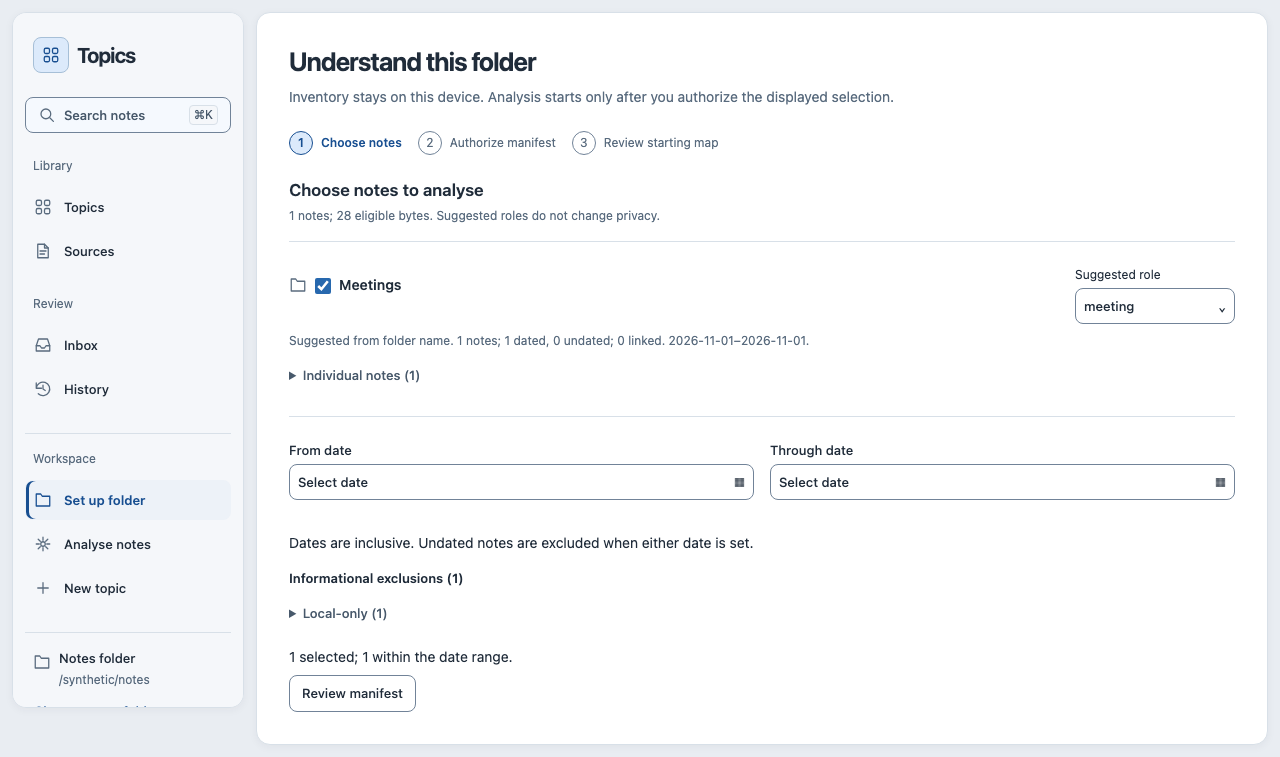 Topics
Search notes ⌘K
Library
Topics
Sources
Review
Inbox
History
Workspace
Set up folder
Analyse notes
New topic
Notes folder
/synthetic/notes
Understand this folder
Inventory stays on this device. Analysis starts only after you authorize the displayed selection.
1 Choose notes 2 Authorize manifest 3 Review starting map
Choose notes to analyse
1 notes; 28 eligible bytes. Suggested roles do not change privacy.
Meetings
Suggested role
meeting
Suggested from folder name. 1 notes; 1 dated, 0 undated; 0 linked. 2026-11-01–2026-11-01.
Individual notes (1)
From date
Select date
Through date
Select date
Dates are inclusive. Undated notes are excluded when either date is set.
Informational exclusions (1)
Local-only (1)
1 selected; 1 within the date range.
Review manifest